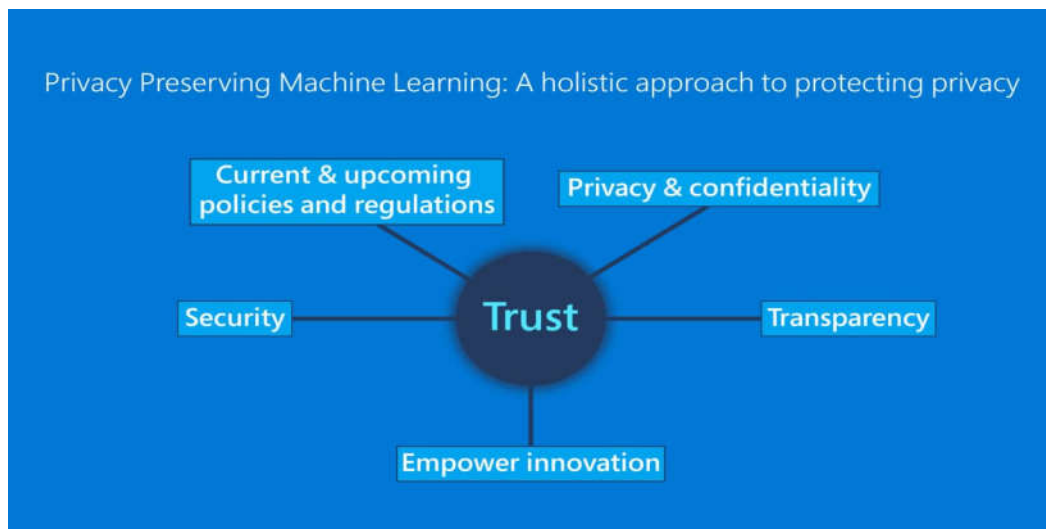 Privacy Preserving Machine Learning: A holistic approach to protecting privacy
Current & upcoming
policies and regulations
Privacy & confidentiality
Security
Trust
Transparency
Empower innovation